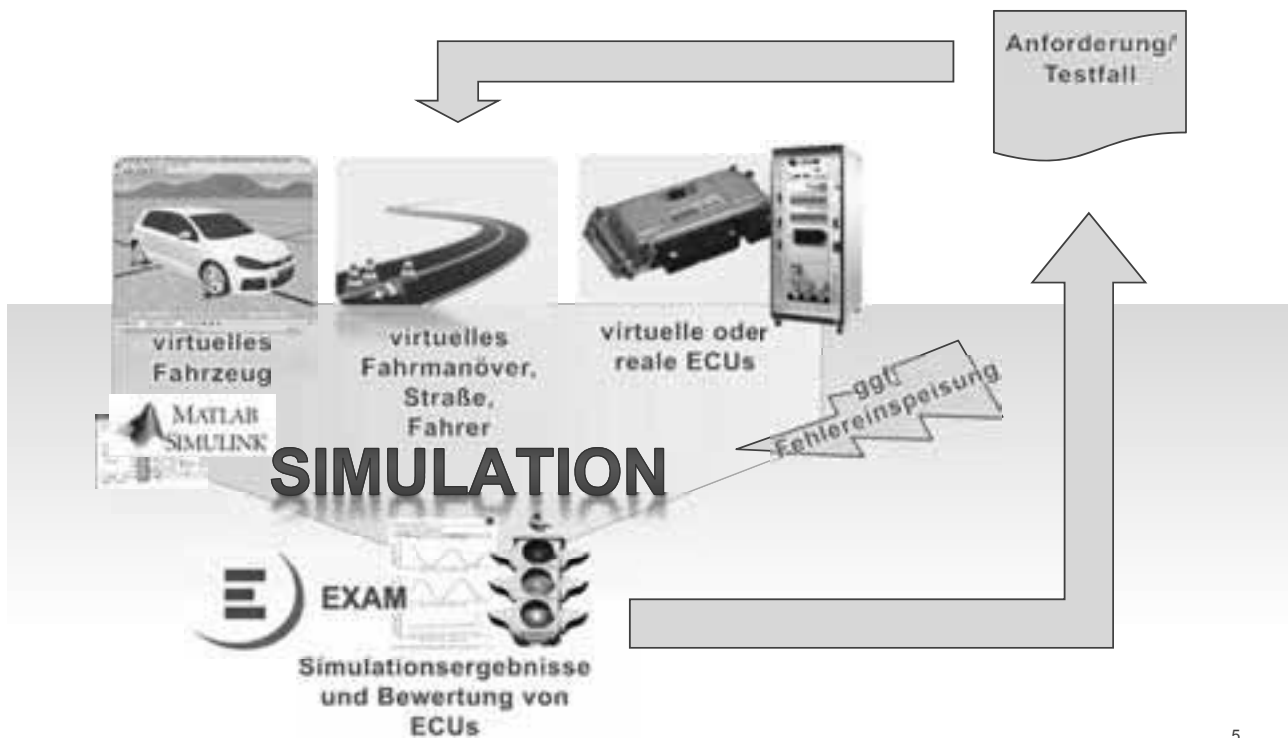 Anforderung/
Testfall
virtuelles
Fahrzeug
virtuelles
Fahrmanöver,
Straße,
Fahrer
virtuelle oder
reale ECUs
ggf.
Fehlereinspeisung
MATLAB
SIMULINK
SIMULATION
EXAM
Simulationsergebnisse
und Bewertung von
ECUs
5